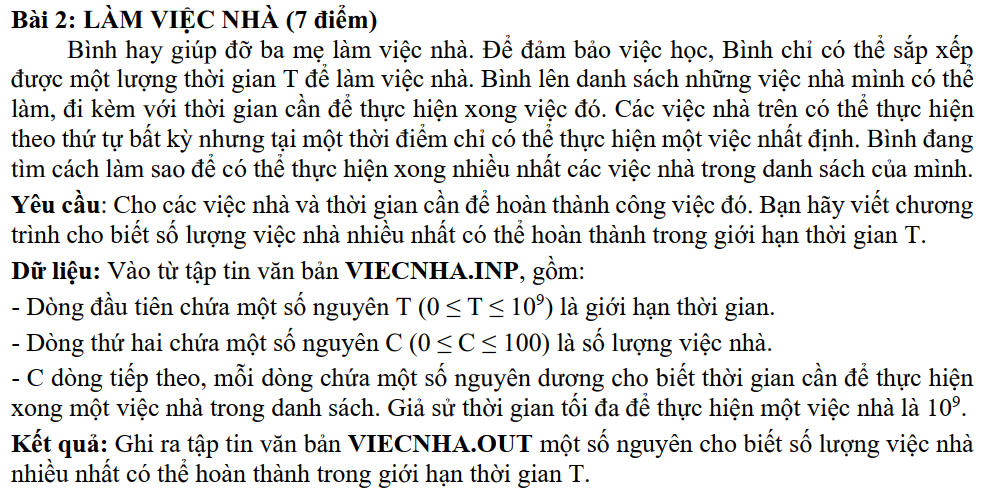 Bài 2: LÀM VIỆC NHÀ (7 điểm)
Bình hay giúp đỡ ba mẹ làm việc nhà. Để đảm bảo việc học, Bình chỉ có thể sắp xếp
được một lượng thời gian T để làm việc nhà. Bình lên danh sách những việc nhà mình có thể
làm, đi kèm với thời gian cần để thực hiện xong việc đó. Các việc nhà trên có thể thực hiện
theo thứ tự bất kỳ nhưng tại một thời điểm chỉ có thể thực hiện một việc nhất định. Bình đang
tìm cách làm sao để có thể thực hiện xong nhiều nhất các việc nhà trong danh sách của mình.
Yêu cầu: Cho các việc nhà và thời gian cần để hoàn thành công việc đó. Bạn hãy viết chương
trình cho biết số lượng việc nhà nhiều nhất có thể hoàn thành trong giới hạn thời gian T.
Dữ liệu: Vào từ tập tin văn bản VIECNHA.INP, gồm:
- Dòng đầu tiên chứa một số nguyên T (0 ≤ T ≤ 10⁹) là giới hạn thời gian.
- Dòng thứ hai chứa một số nguyên C (0 ≤ C ≤ 100) là số lượng việc nhà.
- C dòng tiếp theo, mỗi dòng chứa một số nguyên dương cho biết thời gian cần để thực hiện
xong một việc nhà trong danh sách. Giả sử thời gian tối đa để thực hiện một việc nhà là 10⁹.
Kết quả: Ghi ra tập tin văn bản VIECNHA.OUT một số nguyên cho biết số lượng việc nhà
nhiều nhất có thể hoàn thành trong giới hạn thời gian T.